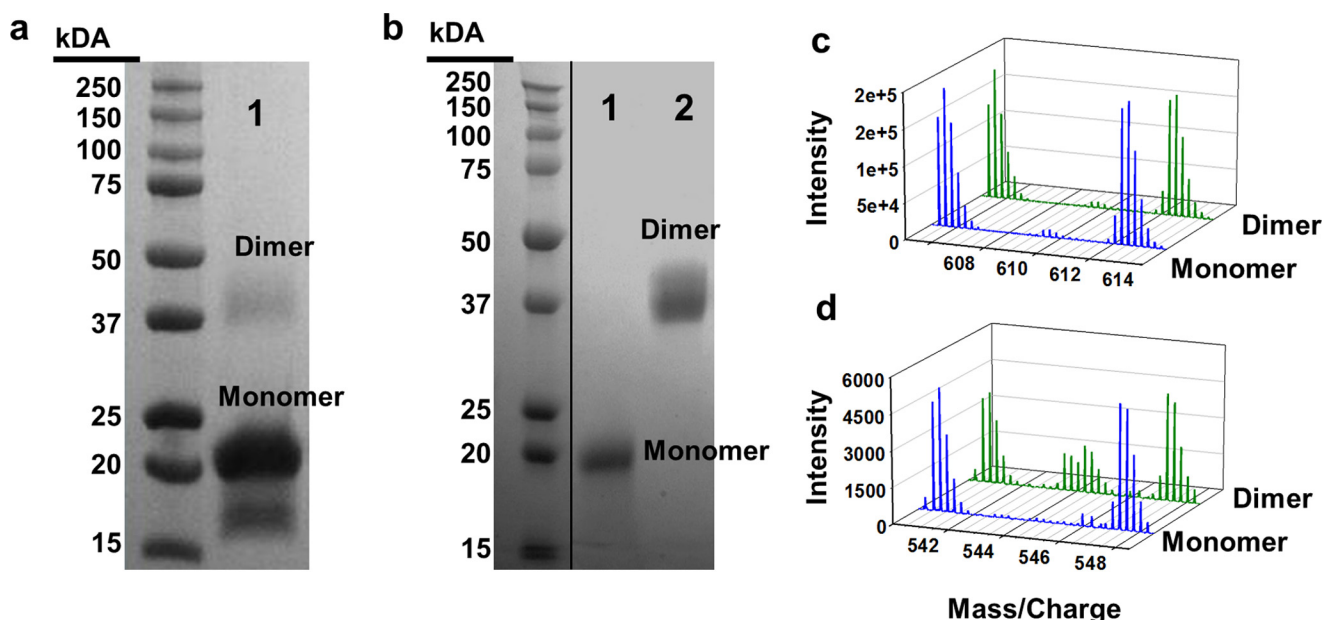 a
kDA
250
150
100
75
50
37
25
20
15
1
Dimer
Monomer
b
kDA
250
150
100
75
50
37
25
20
15
1 2
Dimer
Monomer
c
Intensity
2e+5
2e+5
1e+5
5e+4
0
608 610 612 614
Dimer
Monomer
d
Intensity
6000
4500
3000
1500
0
542 544 546 548
Dimer
Monomer
Mass/Charge